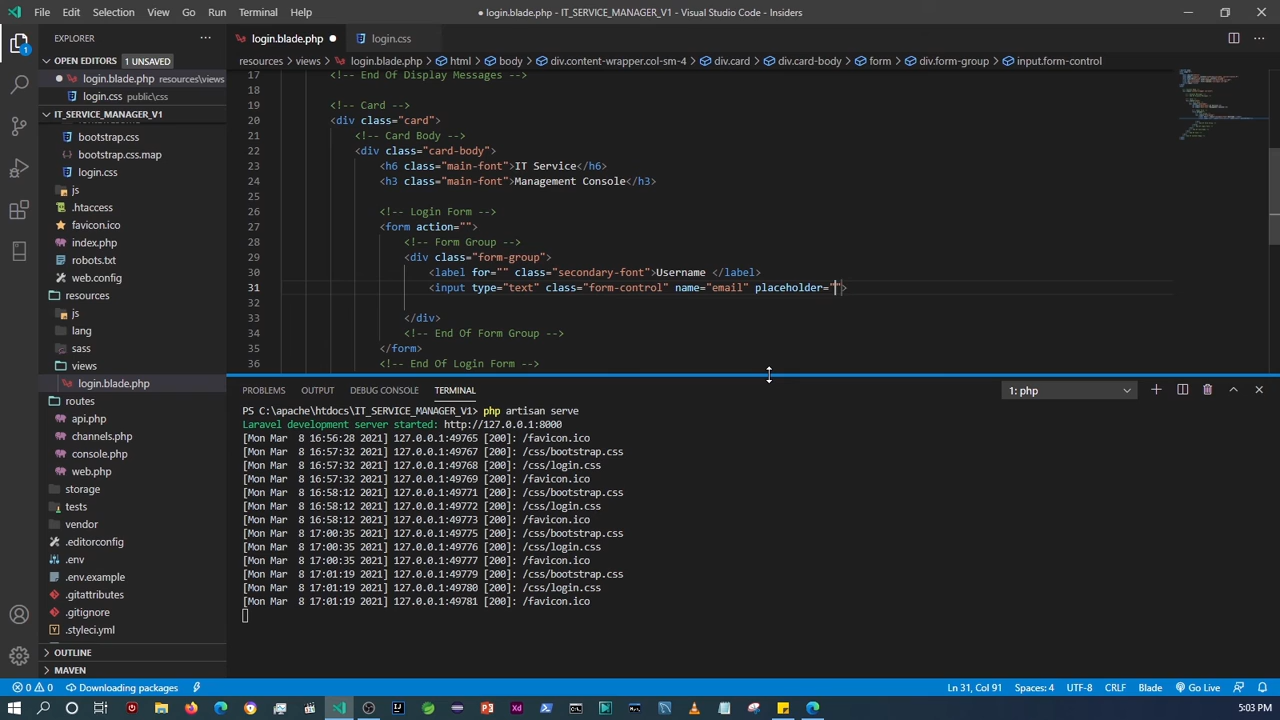 File Edit Selection View Go Run Terminal Help
● login.blade.php - IT_SERVICE_MANAGER_V1 - Visual Studio Code - Insiders
EXPLORER ...
login.blade.php ●
login.css
OPEN EDITORS 1 UNSAVED
● login.blade.php resources\views
login.css public\css
IT_SERVICE_MANAGER_V1
bootstrap.css
bootstrap.css.map
login.css
js
.htaccess
favicon.ico
index.php
robots.txt
web.config
resources
js
lang
sass
views
login.blade.php
routes
api.php
channels.php
console.php
web.php
storage
tests
vendor
.editorconfig
.env
.env.example
.gitattributes
.gitignore
.styleci.yml
OUTLINE
MAVEN
resources > views > login.blade.php > html > body > div.content-wrapper.col-sm-4 > div.card > div.card-body > form > div.form-group > input.form-control
17 <!-- End Of Display Messages -->
18
19 <!-- Card -->
20 <div class="card">
21 <!-- Card Body -->
22 <div class="card-body">
23 <h6 class="main-font">IT Service</h6>
24 <h3 class="main-font">Management Console</h3>
25
26 <!-- Login Form -->
27 <form action="">
28 <!-- Form Group -->
29 <div class="form-group">
30 <label for="" class="secondary-font">Username </label>
31 <input type="text" class="form-control" name="email" placeholder="">
32
33 </div>
34 <!-- End Of Form Group -->
35 </form>
36 <!-- End Of Login Form -->
PROBLEMS OUTPUT DEBUG CONSOLE TERMINAL 1: php
PS C:\apache\htdocs\IT_SERVICE_MANAGER_V1> php artisan serve
Laravel development server started: http://127.0.0.1:8000
[Mon Mar  8 16:56:28 2021] 127.0.0.1:49765 [200]: /favicon.ico
[Mon Mar  8 16:57:32 2021] 127.0.0.1:49767 [200]: /css/bootstrap.css
[Mon Mar  8 16:57:32 2021] 127.0.0.1:49768 [200]: /css/login.css
[Mon Mar  8 16:57:32 2021] 127.0.0.1:49769 [200]: /favicon.ico
[Mon Mar  8 16:58:12 2021] 127.0.0.1:49771 [200]: /css/bootstrap.css
[Mon Mar  8 16:58:12 2021] 127.0.0.1:49772 [200]: /css/login.css
[Mon Mar  8 16:58:12 2021] 127.0.0.1:49773 [200]: /favicon.ico
[Mon Mar  8 17:00:35 2021] 127.0.0.1:49775 [200]: /css/bootstrap.css
[Mon Mar  8 17:00:35 2021] 127.0.0.1:49776 [200]: /css/login.css
[Mon Mar  8 17:00:35 2021] 127.0.0.1:49777 [200]: /favicon.ico
[Mon Mar  8 17:01:19 2021] 127.0.0.1:49779 [200]: /css/bootstrap.css
[Mon Mar  8 17:01:19 2021] 127.0.0.1:49780 [200]: /css/login.css
[Mon Mar  8 17:01:19 2021] 127.0.0.1:49781 [200]: /favicon.ico
0 0 Downloading packages
Ln 31, Col 91 Spaces: 4 UTF-8 CRLF Blade Go Live
5:03 PM